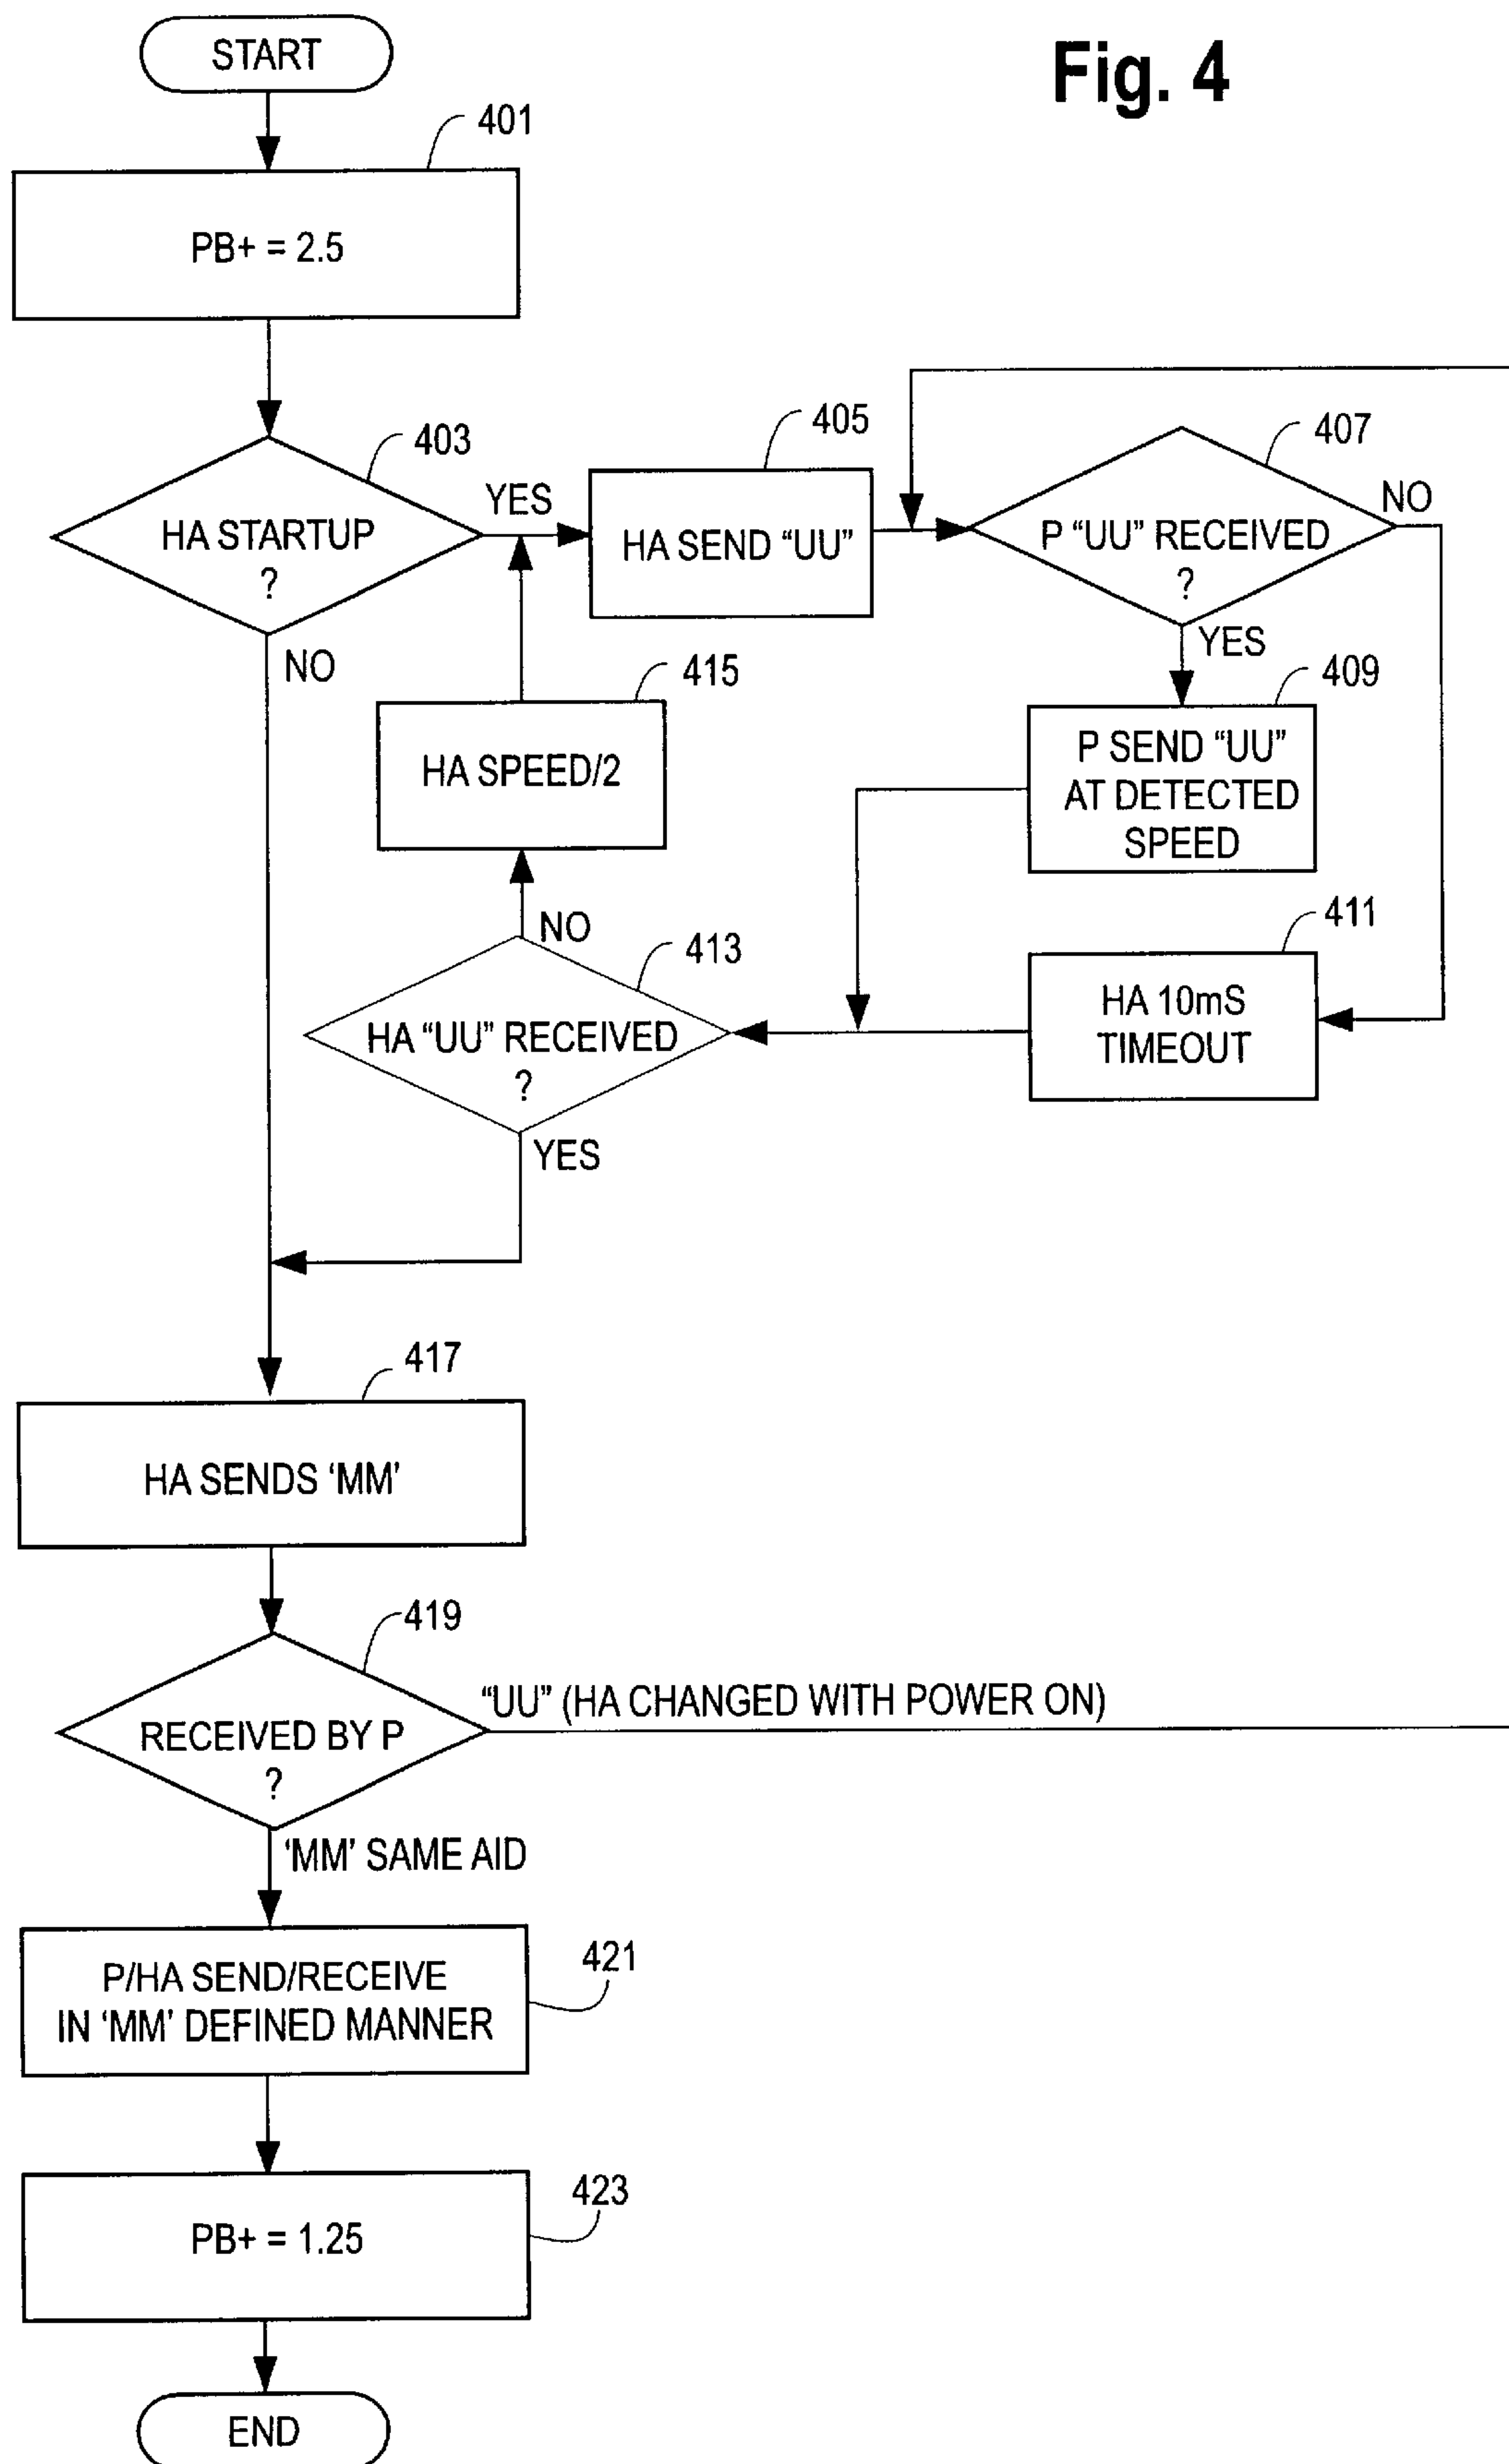 START
Fig. 4
401
PB+ = 2.5
403
HA STARTUP
?
YES
NO
405
HA SEND “UU”
407
P “UU” RECEIVED
?
NO
YES
409
P SEND “UU”
AT DETECTED
SPEED
415
HA SPEED/2
NO
413
HA “UU” RECEIVED
?
YES
411
HA 10mS
TIMEOUT
417
HA SENDS ‘MM’
419
RECEIVED BY P
?
“UU” (HA CHANGED WITH POWER ON)
‘MM’ SAME AID
421
P/HA SEND/RECEIVE
IN ‘MM’ DEFINED MANNER
423
PB+ = 1.25
END